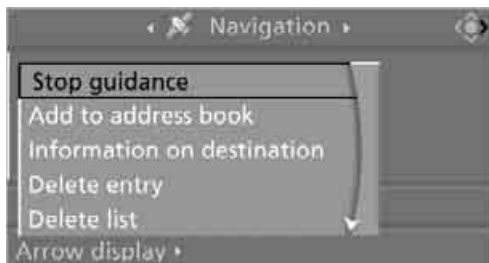 Navigation
Stop guidance
Add to address book
Information on destination
Delete entry
Delete list
Arrow display